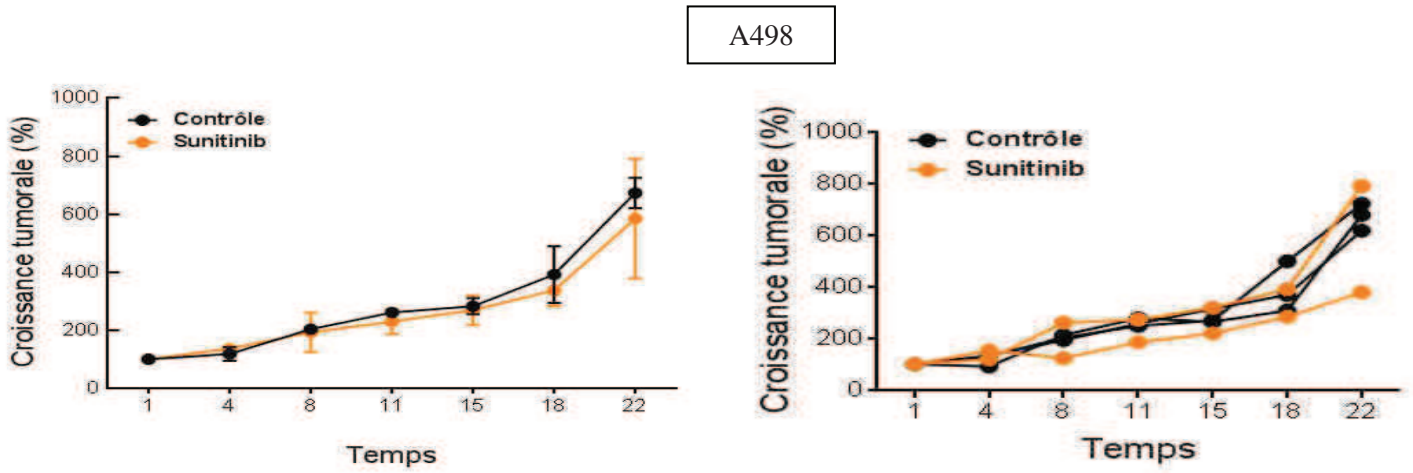 A498
Croissance tumorale (%)
1000
800
600
400
200
0
Contrôle
Sunitinib
1 4 8 11 15 18 22
Temps
Croissance tumorale (%)
1000
800
600
400
200
0
Contrôle
Sunitinib
1 4 8 11 15 18 22
Temps